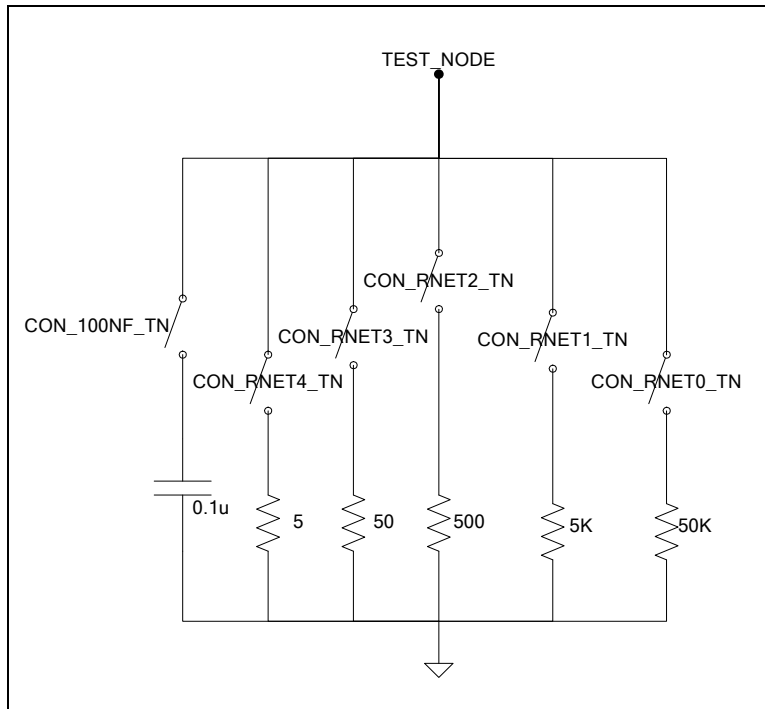 TEST_NODE
CON_RNET2_TN
CON_100NF_TN
CON_RNET3_TN
CON_RNET1_TN
CON_RNET4_TN
CON_RNET0_TN
0.1u
5
50
500
5K
50K